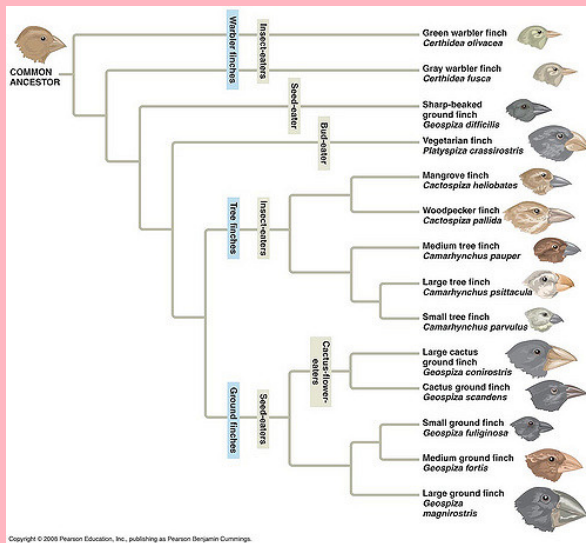 COMMON
ANCESTOR
Warbler finches
Insect-eaters
Green warbler finch
Certhidea olivacea
Gray warbler finch
Certhidea fusca
Seed-eater
Sharp-beaked
ground finch
Geospiza difficilis
Bud-eater
Vegetarian finch
Platyspiza crassirostris
Tree finches
Insect-eaters
Mangrove finch
Cactospiza heliobates
Woodpecker finch
Cactospiza pallida
Medium tree finch
Camarhynchus pauper
Large tree finch
Camarhynchus psittacula
Small tree finch
Camarhynchus parvulus
Ground finches
Seed-eaters
Cactus-flower-
eaters
Large cactus
ground finch
Geospiza conirostris
Cactus ground finch
Geospiza scandens
Small ground finch
Geospiza fuliginosa
Medium ground finch
Geospiza fortis
Large ground finch
Geospiza
magnirostris
Copyright © 2008 Pearson Education, Inc., publishing as Pearson Benjamin Cummings.